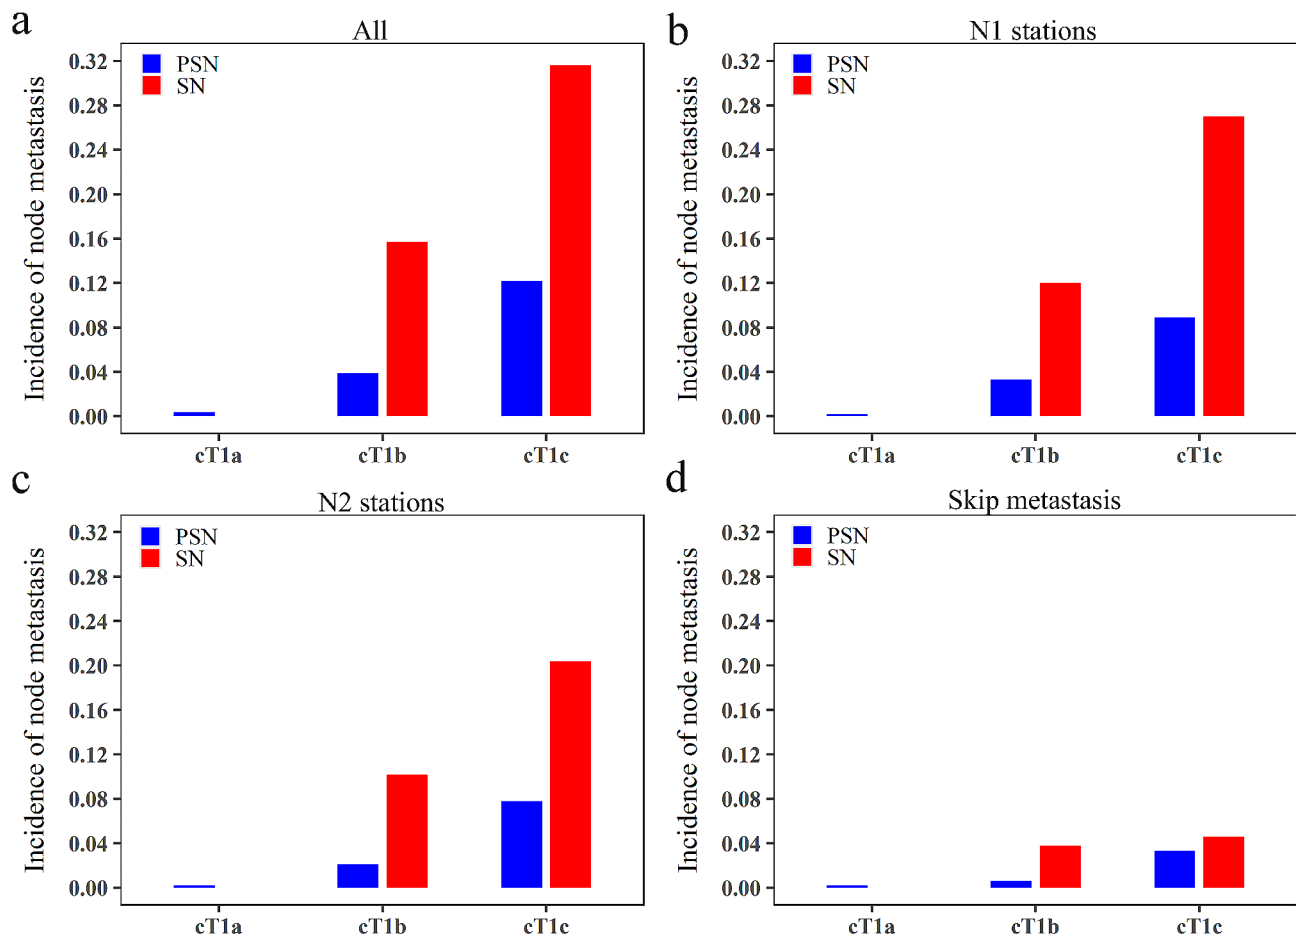 a
All
PSN
SN
Incidence of node metastasis
0.32
0.28
0.24
0.20
0.16
0.12
0.08
0.04
0.00
cT1a cT1b cT1c
b
N1 stations
PSN
SN
Incidence of node metastasis
0.32
0.28
0.24
0.20
0.16
0.12
0.08
0.04
0.00
cT1a cT1b cT1c
c
N2 stations
PSN
SN
Incidence of node metastasis
0.32
0.28
0.24
0.20
0.16
0.12
0.08
0.04
0.00
cT1a cT1b cT1c
d
Skip metastasis
PSN
SN
Incidence of node metastasis
0.32
0.28
0.24
0.20
0.16
0.12
0.08
0.04
0.00
cT1a cT1b cT1c